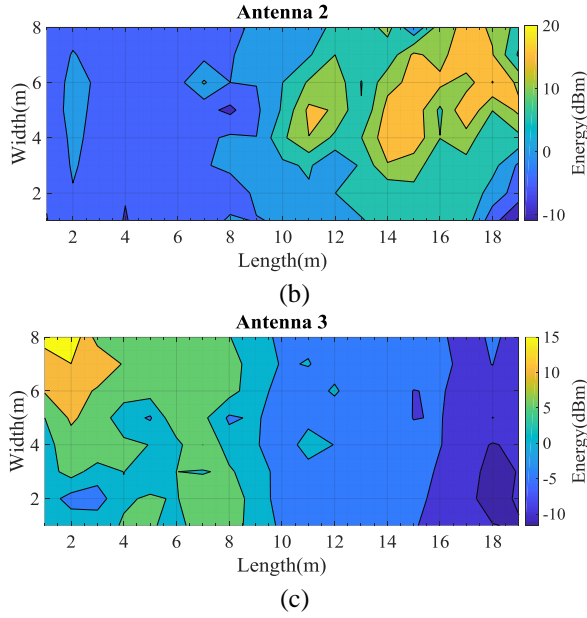 Antenna 2
8
6
4
2
Width(m)
2 4 6 8 10 12 14 16 18
Length(m)
20
10
0
-10
Energy(dBm)
(b)
Antenna 3
8
6
4
2
Width(m)
2 4 6 8 10 12 14 16 18
Length(m)
15
10
5
0
-5
-10
Energy(dBm)
(c)